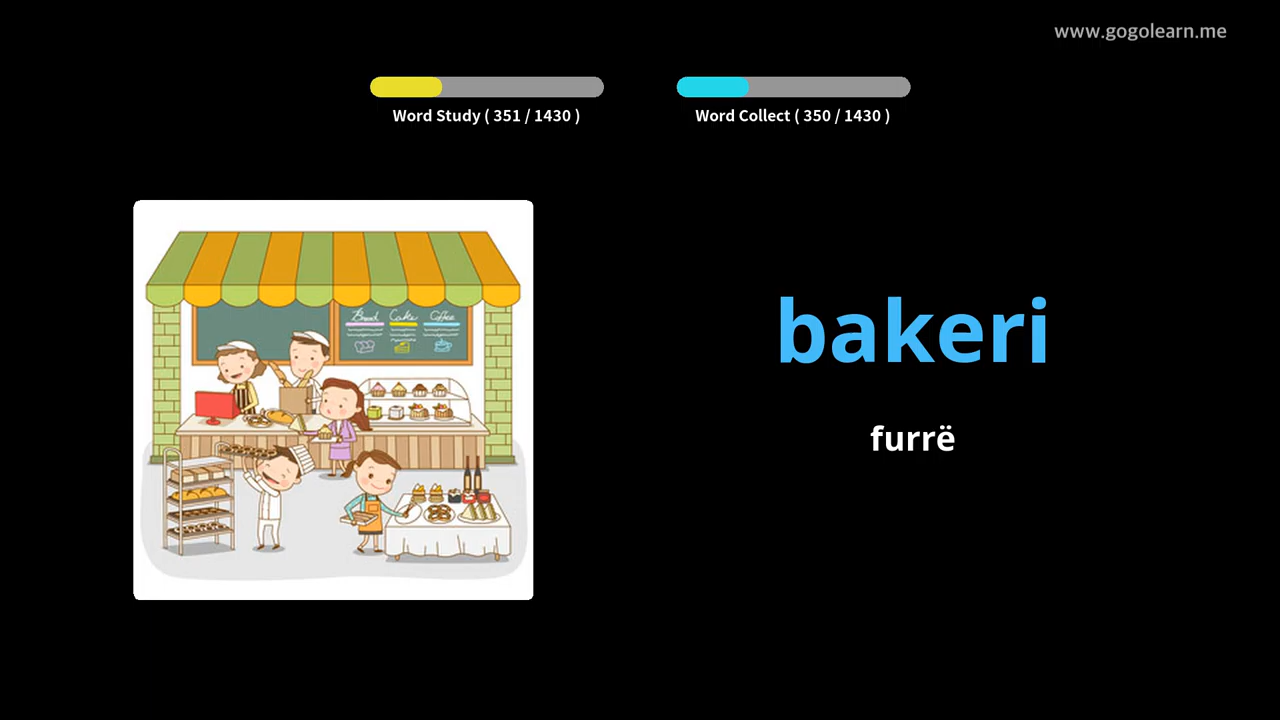 www.gogolearn.me
Word Study ( 351 / 1430 )
Word Collect ( 350 / 1430 )
Bread Cake Coffee
bakeri
furrë